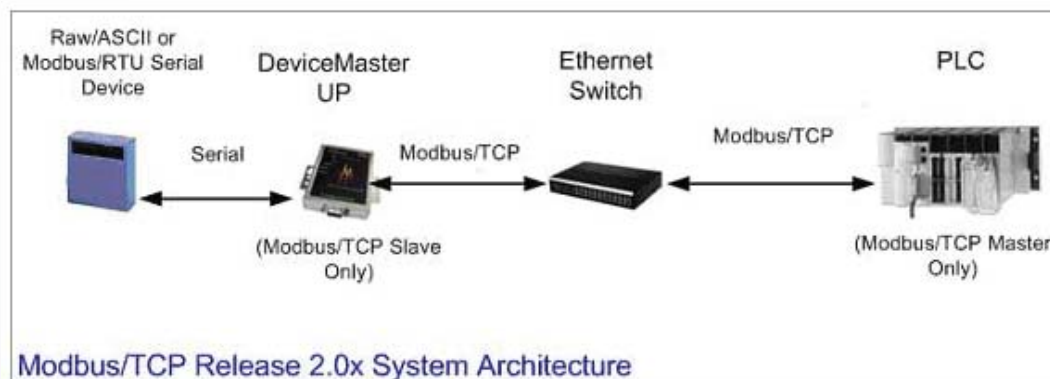 Raw/ASCII or
Modbus/RTU Serial
Device
DeviceMaster
UP
Ethernet
Switch
PLC
Serial
Modbus/TCP
Modbus/TCP
(Modbus/TCP Slave
Only)
(Modbus/TCP Master
Only)
Modbus/TCP Release 2.0x System Architecture